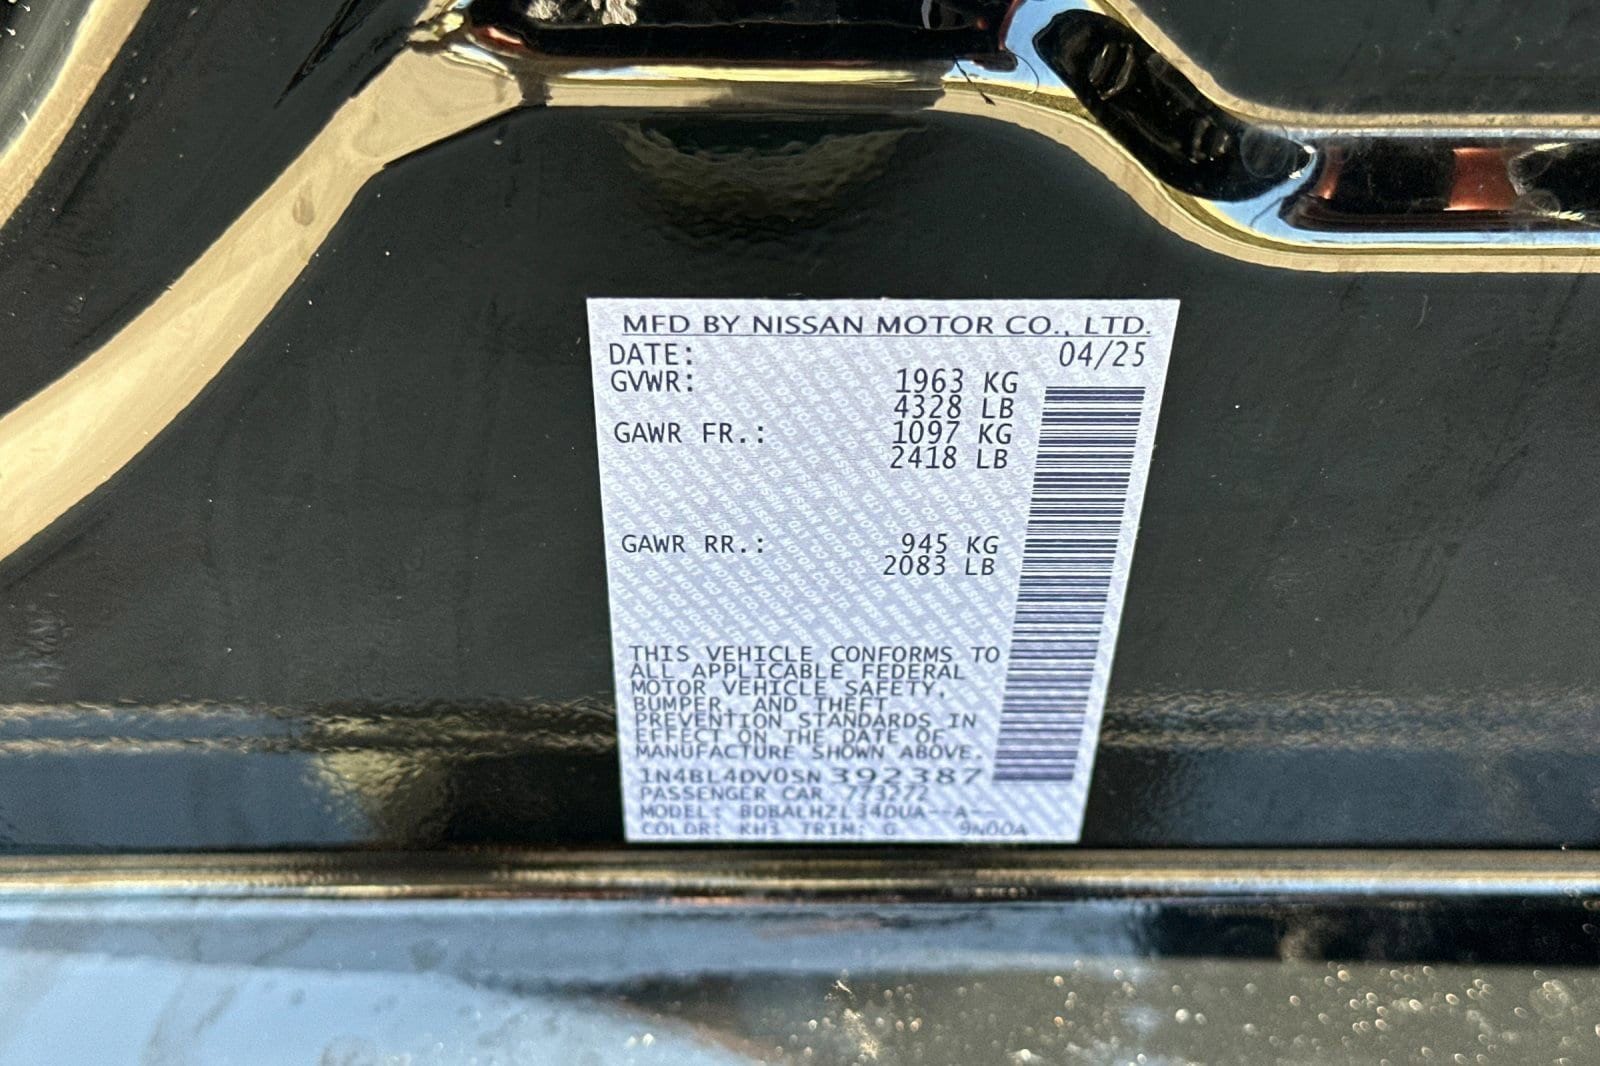 MFD BY NISSAN MOTOR CO., LTD.
DATE: 04/25
GVWR: 1963 KG
4328 LB
GAWR FR.: 1097 KG
2418 LB
GAWR RR.: 945 KG
2083 LB
THIS VEHICLE CONFORMS TO
ALL APPLICABLE FEDERAL
MOTOR VEHICLE SAFETY,
BUMPER, AND THEFT
PREVENTION STANDARDS IN
EFFECT ON THE DATE OF
MANUFACTURE SHOWN ABOVE.
1N4BL4DV0SN392387
PASSENGER CAR 773272
MODEL: BDBALHZL34DUA--A--
COLOR: KH3 TRIM: G 9N00A